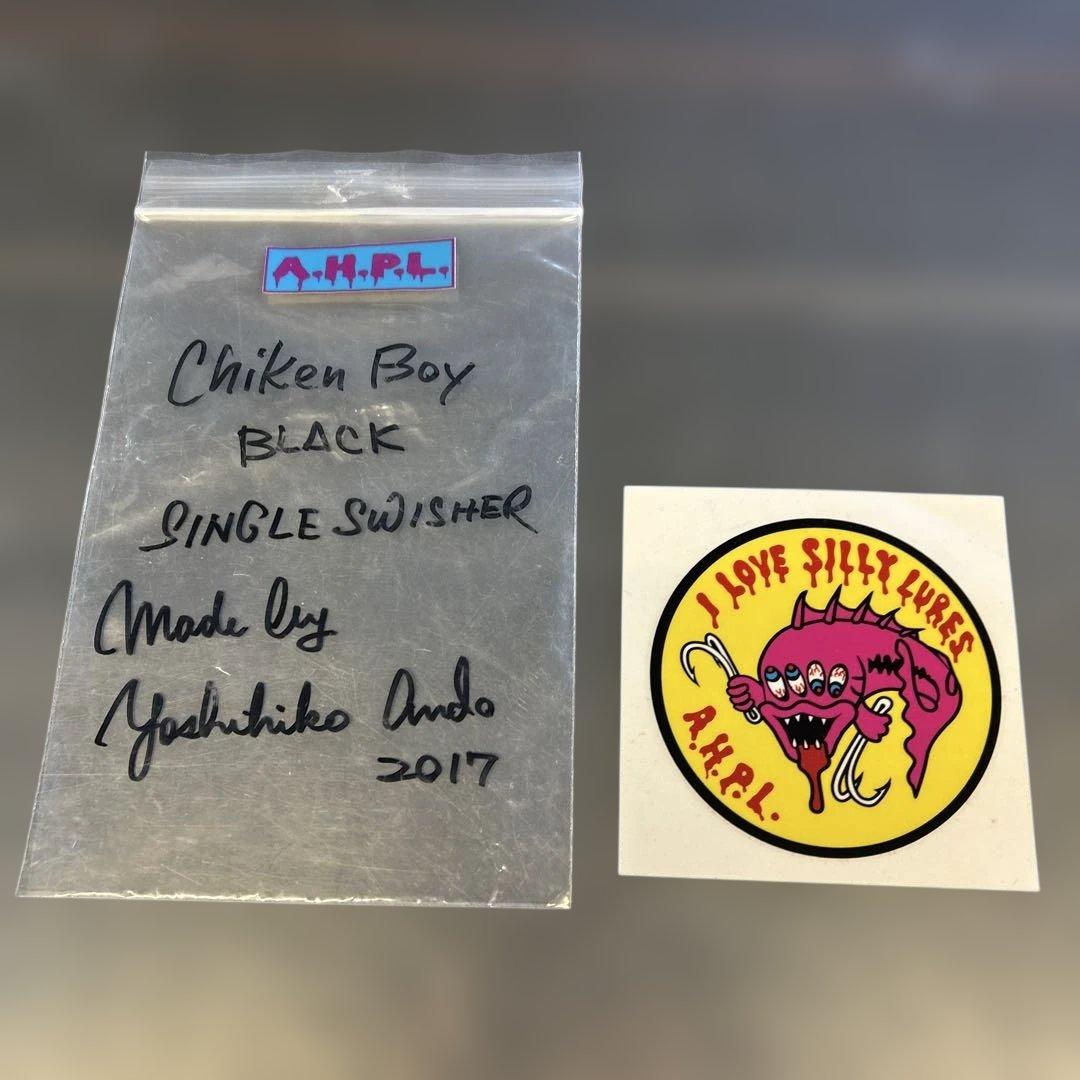 A.H.P.L.
Chiken Boy
BLACK
SINGLE SWISHER
Made by
Yoshihiko Ando
2017
I LOVE SILLY LURES
A.H.P.L.